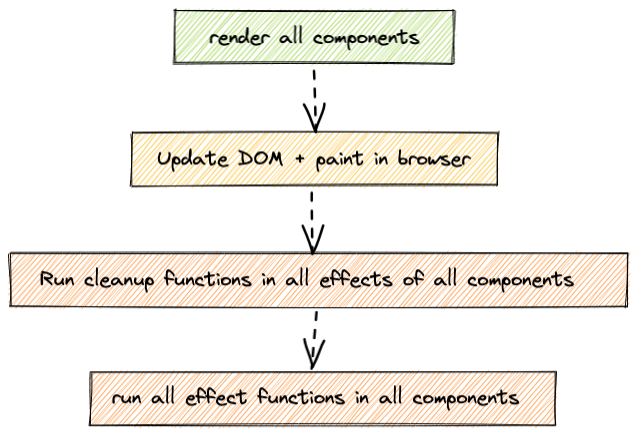 render all components
Update DOM + paint in browser
Run cleanup functions in all effects of all components
run all effect functions in all components